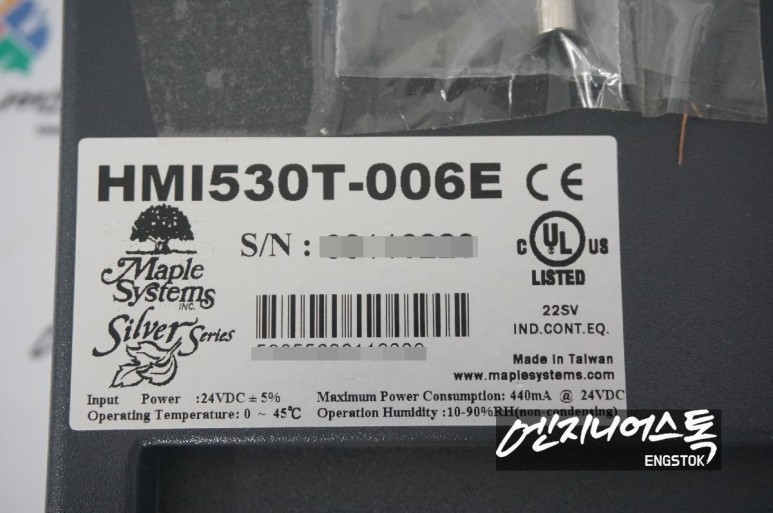 HMI530T-006E CE
Maple
Systems
INC.
Silver Series
S/N :
C UL US
LISTED
22SV
IND.CONT.EQ.
Made in Taiwan
www.maplesystems.com
Input Power :24VDC ± 5% Maximum Power Consumption: 440mA @ 24VDC
Operating Temperature: 0 ~ 45℃ Operation Humidity :10-90%RH(non-condensing)
엔지니어스톡
ENGSTOK